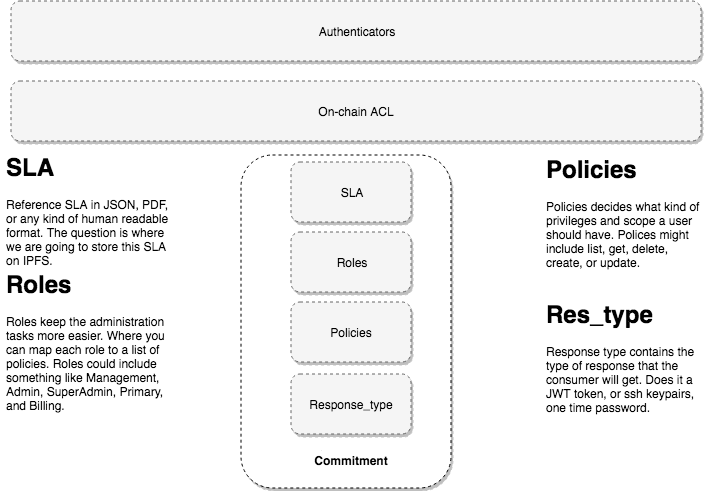 Authenticators
On-chain ACL
SLA
Reference SLA in JSON, PDF,
or any kind of human readable
format. The question is where
we are going to store this SLA
on IPFS.
Roles
Roles keep the administration
tasks more easier. Where you
can map each role to a list of
policies. Roles could include
something like Management,
Admin, SuperAdmin, Primary,
and Billing.
SLA
Roles
Policies
Response_type
Commitment
Policies
Policies decides what kind of
privileges and scope a user
should have. Polices might
include list, get, delete,
create, or update.
Res_type
Response type contains the
type of response that the
consumer will get. Does it a
JWT token, or ssh keypairs,
one time password.